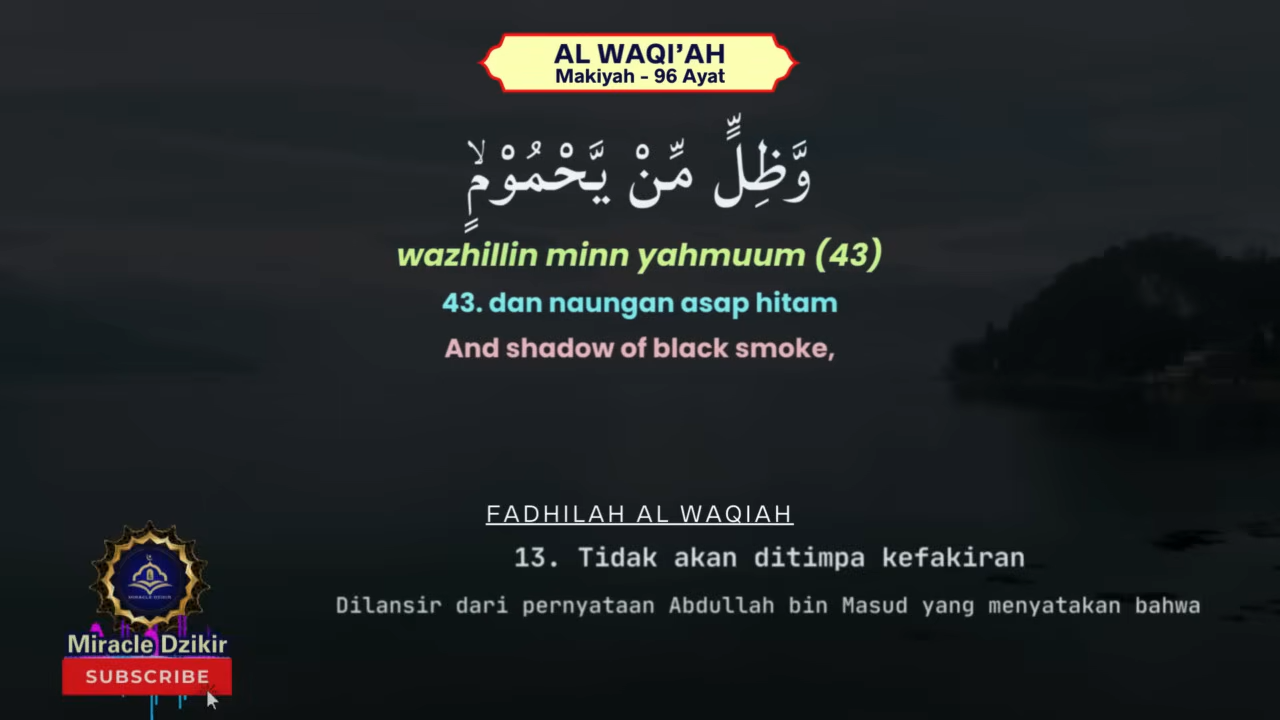 AL WAQI’AH
Makiyah - 96 Ayat
وَّظِلٍّ مِّنْ يَّحْمُوْمٍۙ
wazhillin minn yahmuum (43)
43. dan naungan asap hitam
And shadow of black smoke,
FADHILAH AL WAQIAH
13. Tidak akan ditimpa kefakiran
Dilansir dari pernyataan Abdullah bin Masud yang menyatakan bahwa
MIRACLE DZIKIR
Miracle Dzikir
SUBSCRIBE